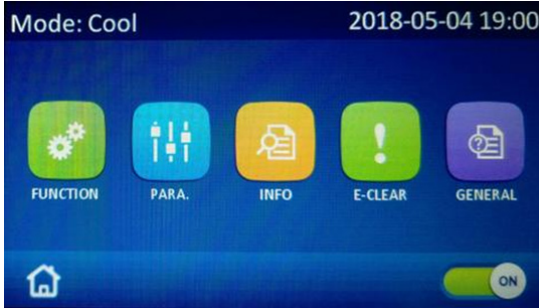 Mode: Cool 2018-05-04 19:00
FUNCTION PARA. INFO E-CLEAR GENERAL
ON